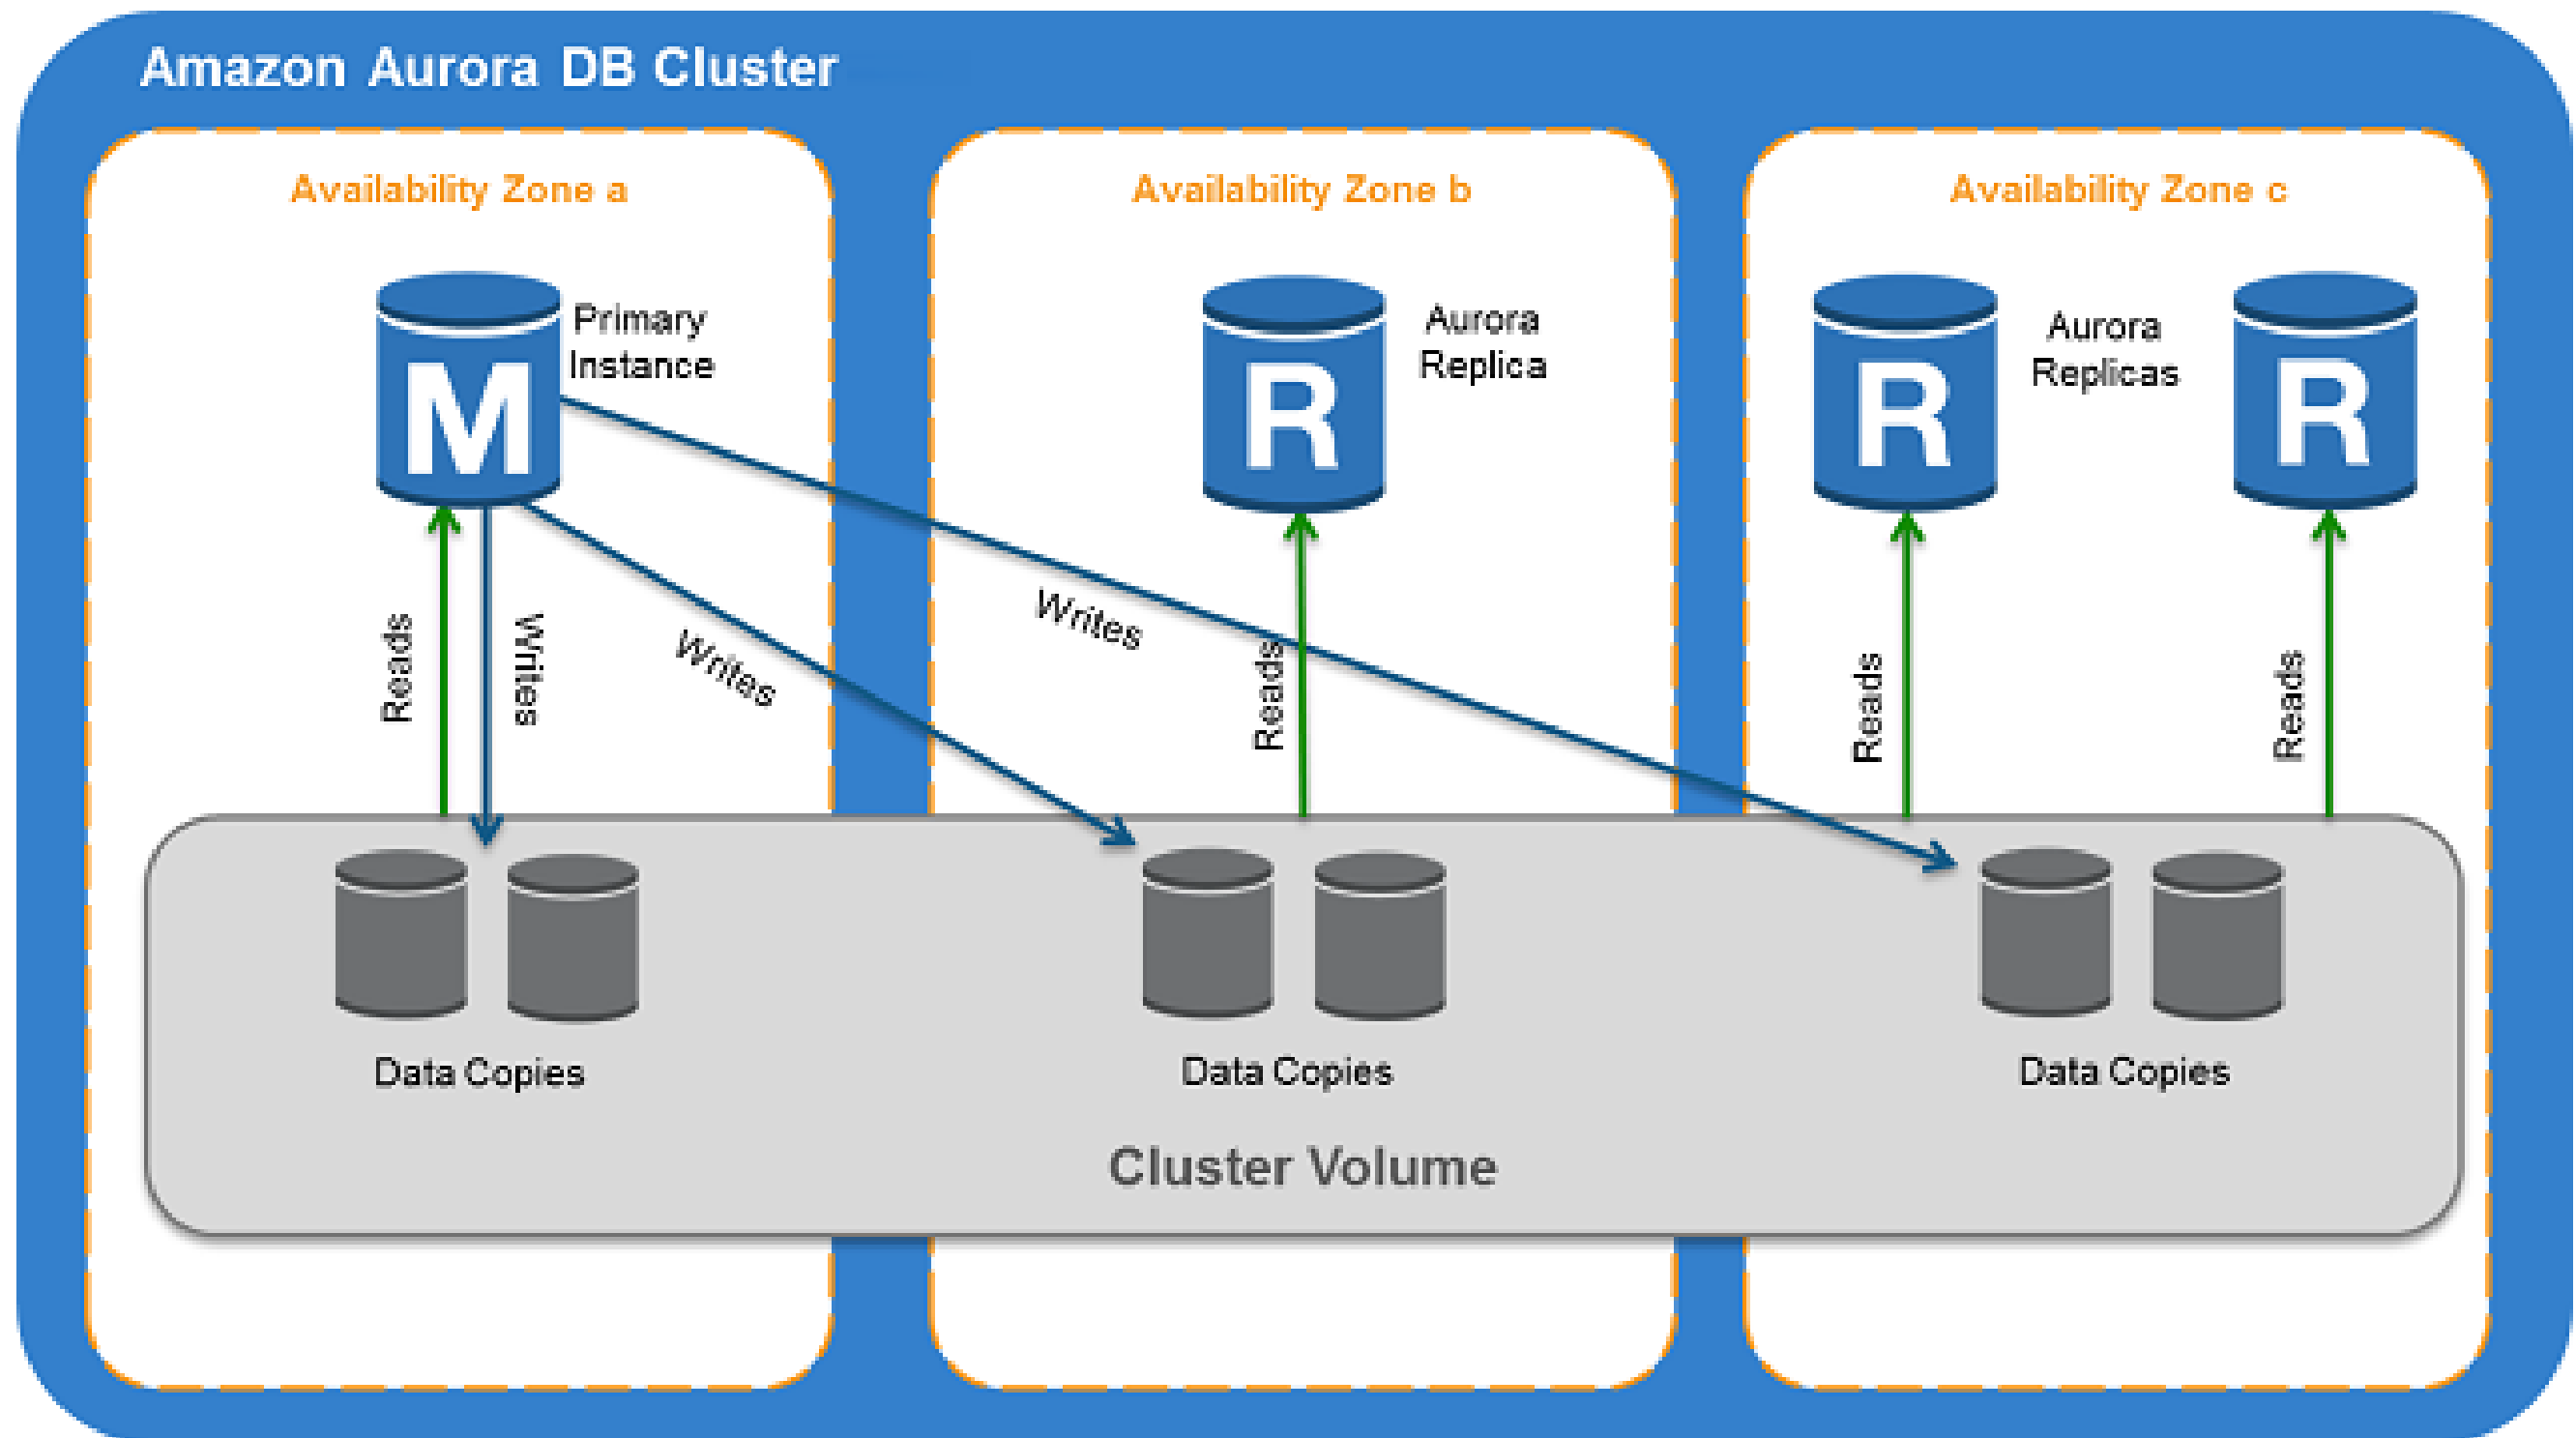 Amazon Aurora DB Cluster
Availability Zone a
Availability Zone b
Availability Zone c
M
Primary
Instance
R
Aurora
Replica
R
Aurora
Replicas
R
Reads
Writes
Writes
Writes
Reads
Reads
Reads
Data Copies
Data Copies
Data Copies
Cluster Volume